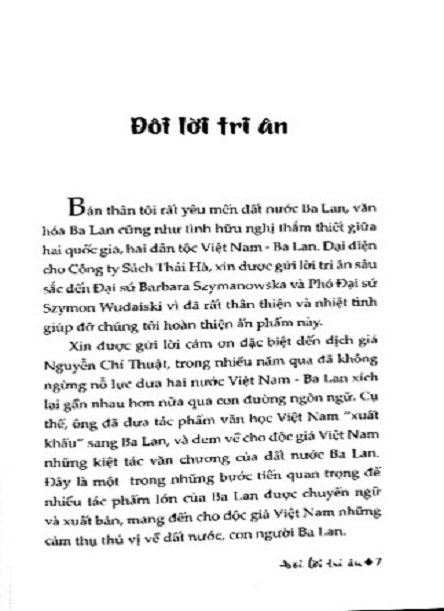 Đôi lời tri ân
Bản thân tôi rất yêu mến đất nước Ba Lan, văn
hóa Ba Lan cũng như tình hữu nghị thắm thiết giữa
hai quốc gia, hai dân tộc Việt Nam - Ba Lan. Đại diện
cho Công ty Sách Thái Hà, xin được gửi lời tri ân sâu
sắc đến Đại sứ Barbara Szymanowska và Phó Đại sứ
Szymon Wudarski vì đã rất thân thiện và nhiệt tình
giúp đỡ chúng tôi hoàn thiện ấn phẩm này.
Xin được gửi lời cảm ơn đặc biệt đến dịch giả
Nguyễn Chí Thuật, trong nhiều năm qua đã không
ngừng nỗ lực đưa hai nước Việt Nam - Ba Lan xích
lại gần nhau hơn nữa qua con đường ngôn ngữ. Cụ
thể, ông đã đưa tác phẩm văn học Việt Nam “xuất
khẩu” sang Ba Lan, và đem về cho độc giả Việt Nam
những kiệt tác văn chương của đất nước Ba Lan.
Đây là một trong những bước tiến quan trọng để
nhiều tác phẩm lớn của Ba Lan được chuyển ngữ
và xuất bản, mang đến cho độc giả Việt Nam những
cảm thụ thú vị về đất nước, con người Ba Lan.
Đôi lời tri ân ◆ 7